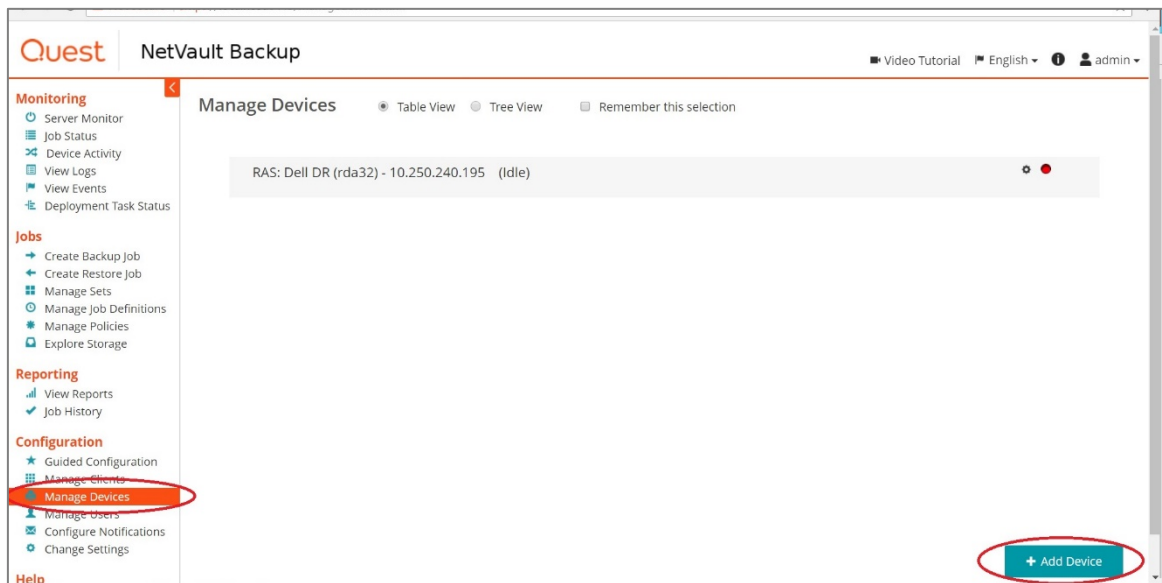 Quest
NetVault Backup
Video Tutorial
English
admin
Monitoring
Server Monitor
Job Status
Device Activity
View Logs
View Events
Deployment Task Status
Jobs
Create Backup Job
Create Restore Job
Manage Sets
Manage Job Definitions
Manage Policies
Explore Storage
Reporting
View Reports
Job History
Configuration
Guided Configuration
Manage Clients
Manage Devices
Manage Users
Configure Notifications
Change Settings
Help
Manage Devices
Table View
Tree View
Remember this selection
RAS: Dell DR (rda32) - 10.250.240.195 (Idle)
+ Add Device